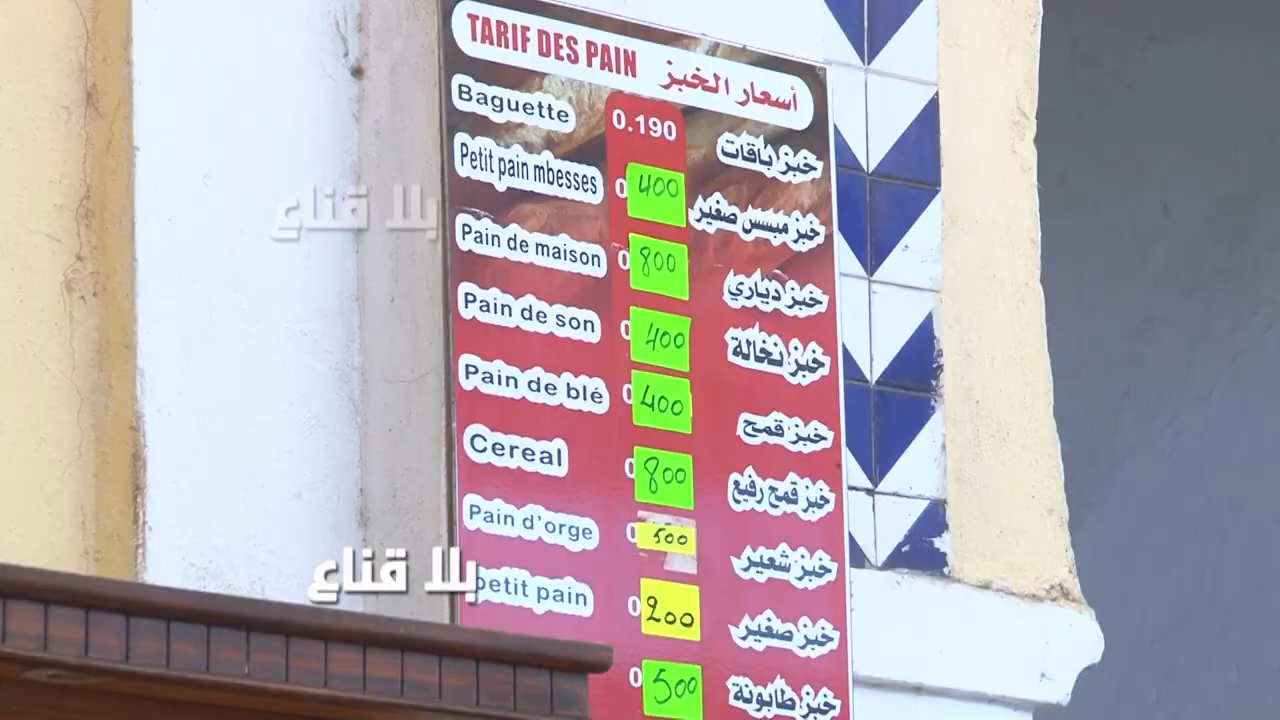 TARIF DES PAIN أسعار الخبز
Baguette 0.190 خبز باقات
Petit pain mbesses 0 400 خبز مبسس صغير
Pain de maison 0 800 خبز دياري
Pain de son 0 400 خبز نخالة
Pain de blé 0 400 خبز قمح
Cereal 0 800 خبز قمح رفيع
Pain d'orge 0 500 خبز شعير
petit pain 0 200 خبز صغير
0 500 خبز طابونة
بلا قناع
بلا قناع